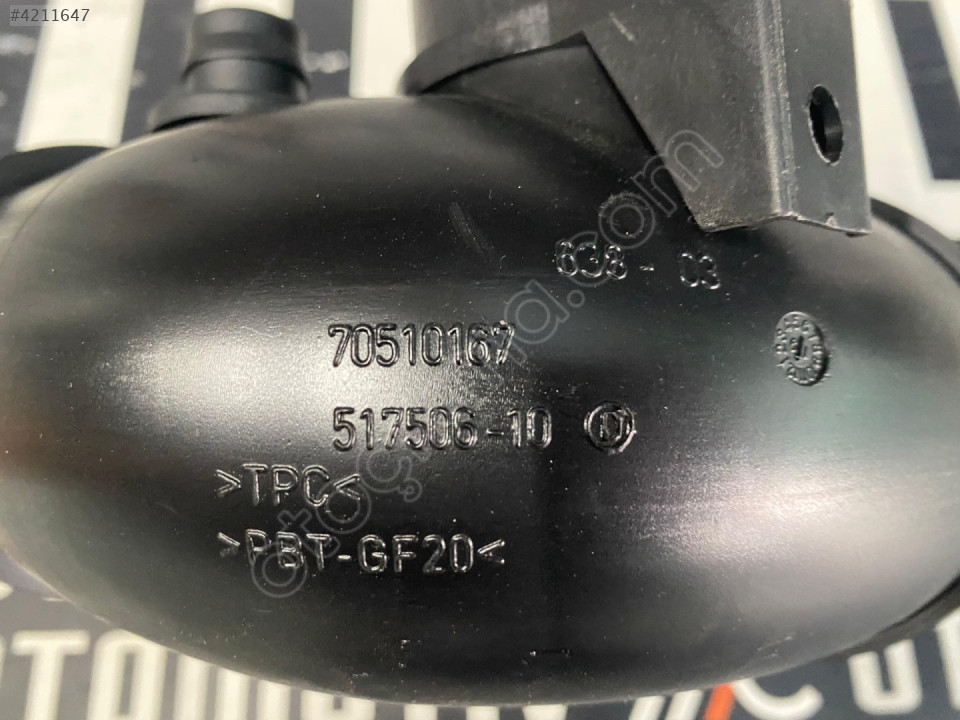 #4211647
638 - 03
70510167
517506-10
>TPC<
>PBT-GF20<